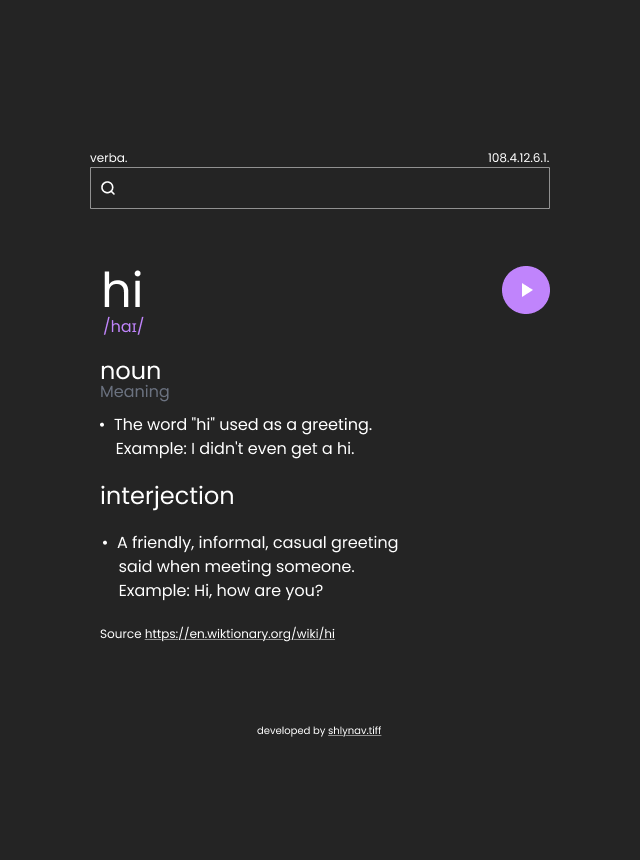 verba. 108.4.12.6.1.
hi
/haɪ/
noun
Meaning
• The word "hi" used as a greeting.
Example: I didn't even get a hi.
interjection
• A friendly, informal, casual greeting
said when meeting someone.
Example: Hi, how are you?
Source https://en.wiktionary.org/wiki/hi
developed by shlynav.tiff